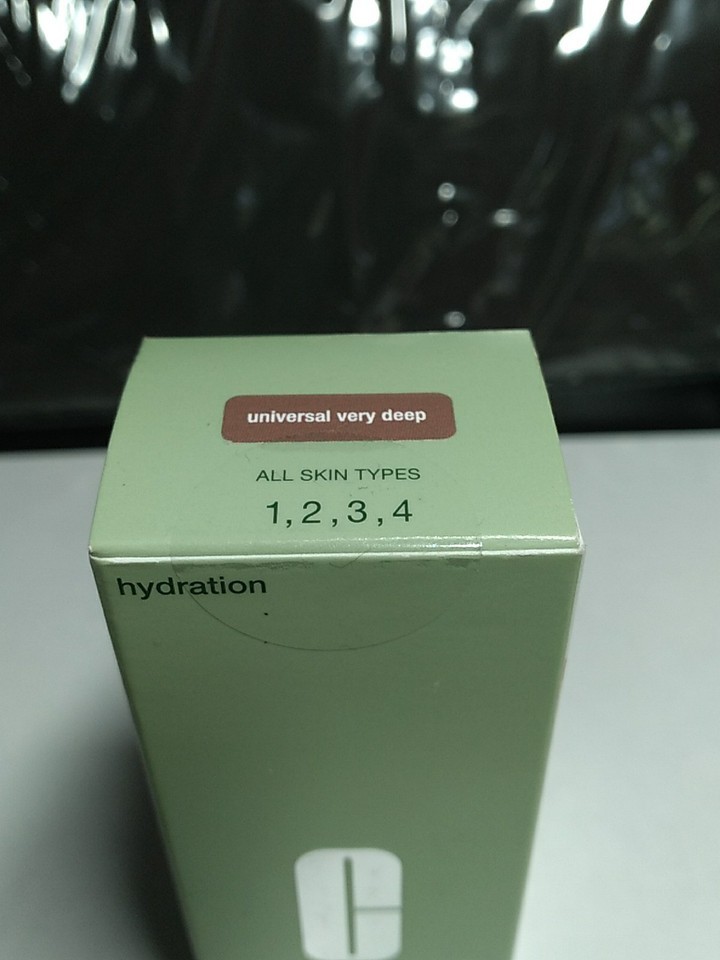 universal very deep
ALL SKIN TYPES
1, 2, 3, 4
hydration